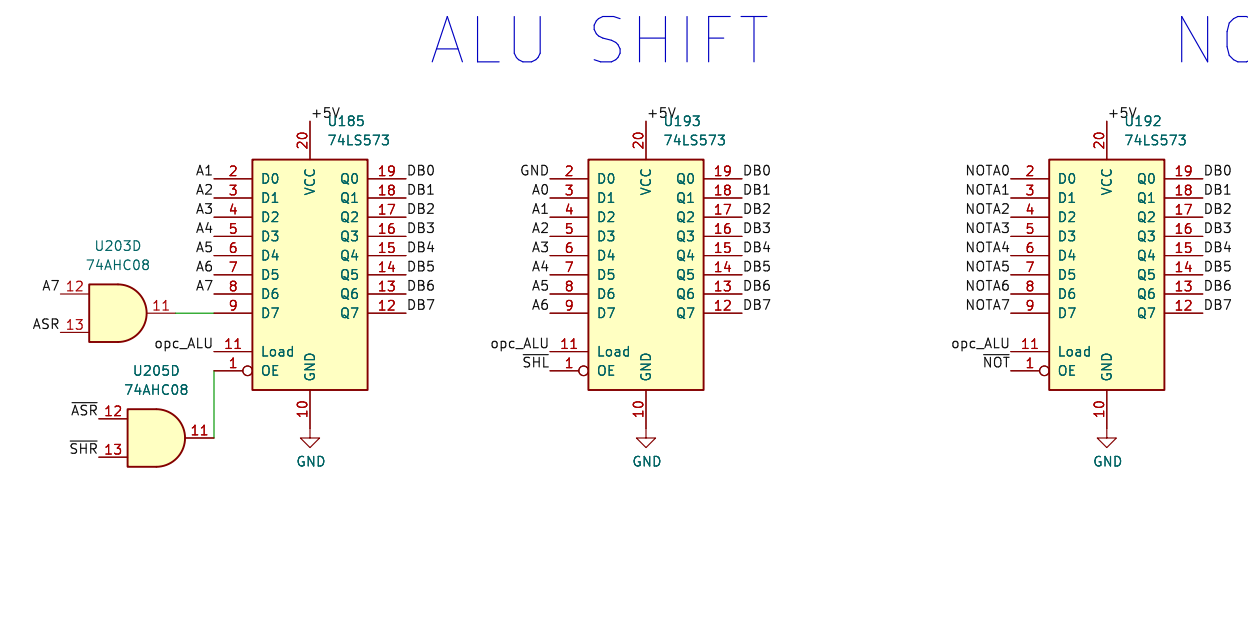 ALU SHIFT
+5V
U185
74LS573
20
VCC
A1 2 D0 Q0 19 DB0
A2 3 D1 Q1 18 DB1
A3 4 D2 Q2 17 DB2
A4 5 D3 Q3 16 DB3
A5 6 D4 Q4 15 DB4
A6 7 D5 Q5 14 DB5
A7 8 D6 Q6 13 DB6
9 D7 Q7 12 DB7
opc_ALU 11 Load
1 OE
GND
10
GND
U203D
74AHC08
A7 12
11
ASR 13
U205D
74AHC08
ASR 12
11
SHR 13
+5V
U193
74LS573
20
VCC
GND 2 D0 Q0 19 DB0
A0 3 D1 Q1 18 DB1
A1 4 D2 Q2 17 DB2
A2 5 D3 Q3 16 DB3
A3 6 D4 Q4 15 DB4
A4 7 D5 Q5 14 DB5
A5 8 D6 Q6 13 DB6
A6 9 D7 Q7 12 DB7
opc_ALU 11 Load
SHL 1 OE
GND
10
GND
+5V
U192
74LS573
20
VCC
NOTA0 2 D0 Q0 19 DB0
NOTA1 3 D1 Q1 18 DB1
NOTA2 4 D2 Q2 17 DB2
NOTA3 5 D3 Q3 16 DB3
NOTA4 6 D4 Q4 15 DB4
NOTA5 7 D5 Q5 14 DB5
NOTA6 8 D6 Q6 13 DB6
NOTA7 9 D7 Q7 12 DB7
opc_ALU 11 Load
NOT 1 OE
GND
10
GND